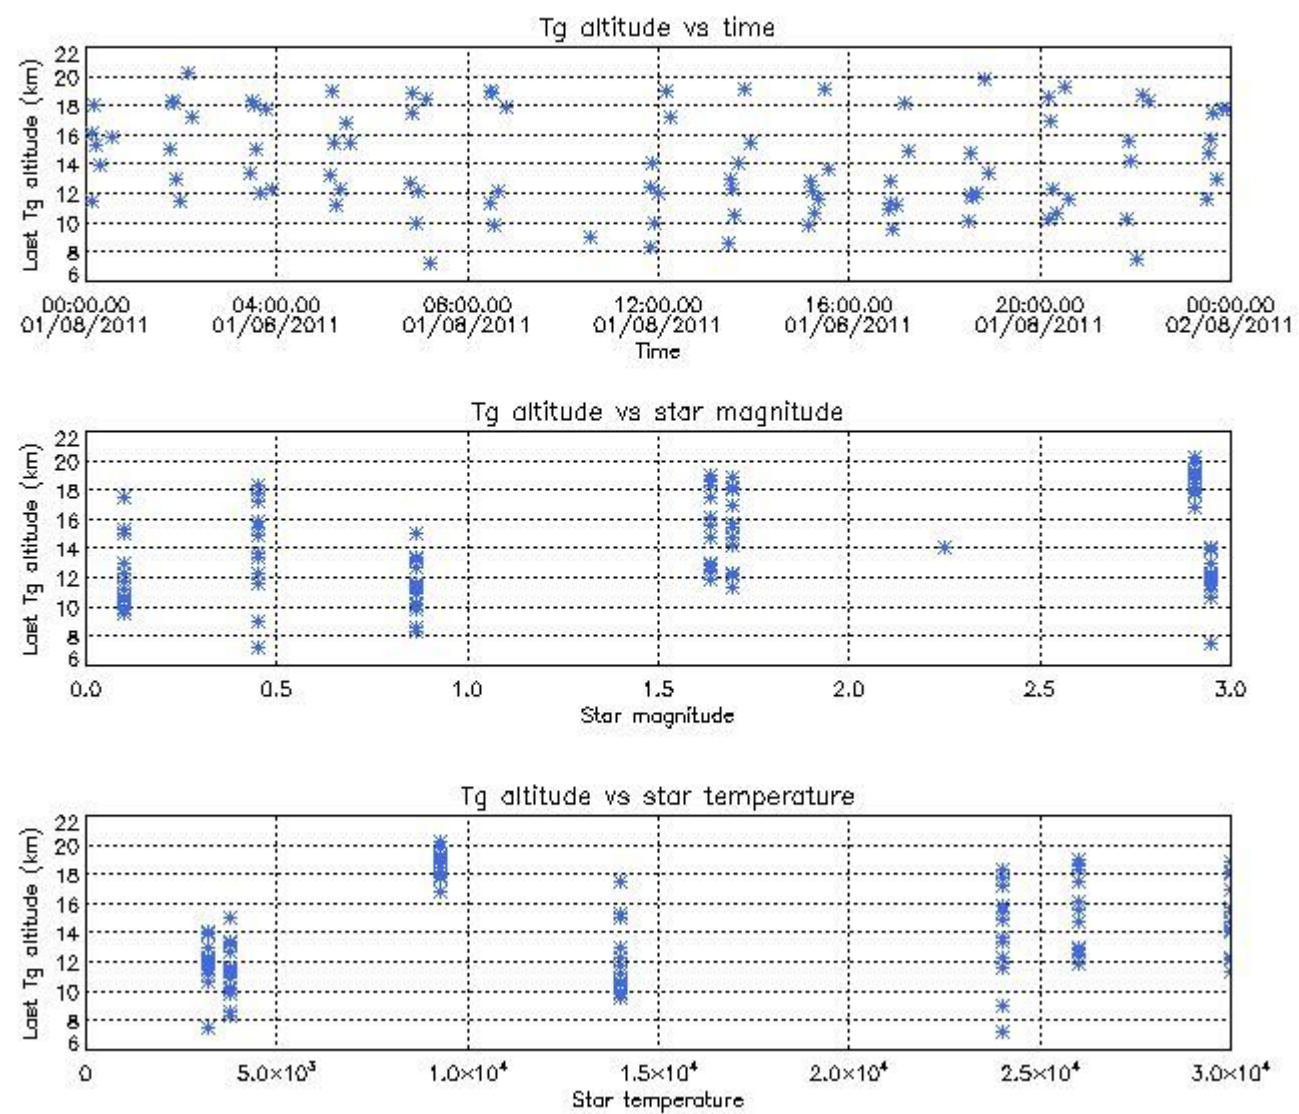 Tg altitude vs time
Last Tg altitude (km)
22
20
18
16
14
12
10
8
6
00:00.00 04:00.00 08:00.00 12:00.00 16:00.00 20:00.00 00:00.00
01/08/2011 01/08/2011 01/08/2011 01/08/2011 01/08/2011 01/08/2011 02/08/2011
Time
Tg altitude vs star magnitude
Last Tg altitude (km)
22
20
18
16
14
12
10
8
6
0.0 0.5 1.0 1.5 2.0 2.5 3.0
Star magnitude
Tg altitude vs star temperature
Last Tg altitude (km)
22
20
18
16
14
12
10
8
6
0 5.0×10³ 1.0×10⁴ 1.5×10⁴ 2.0×10⁴ 2.5×10⁴ 3.0×10⁴
Star temperature